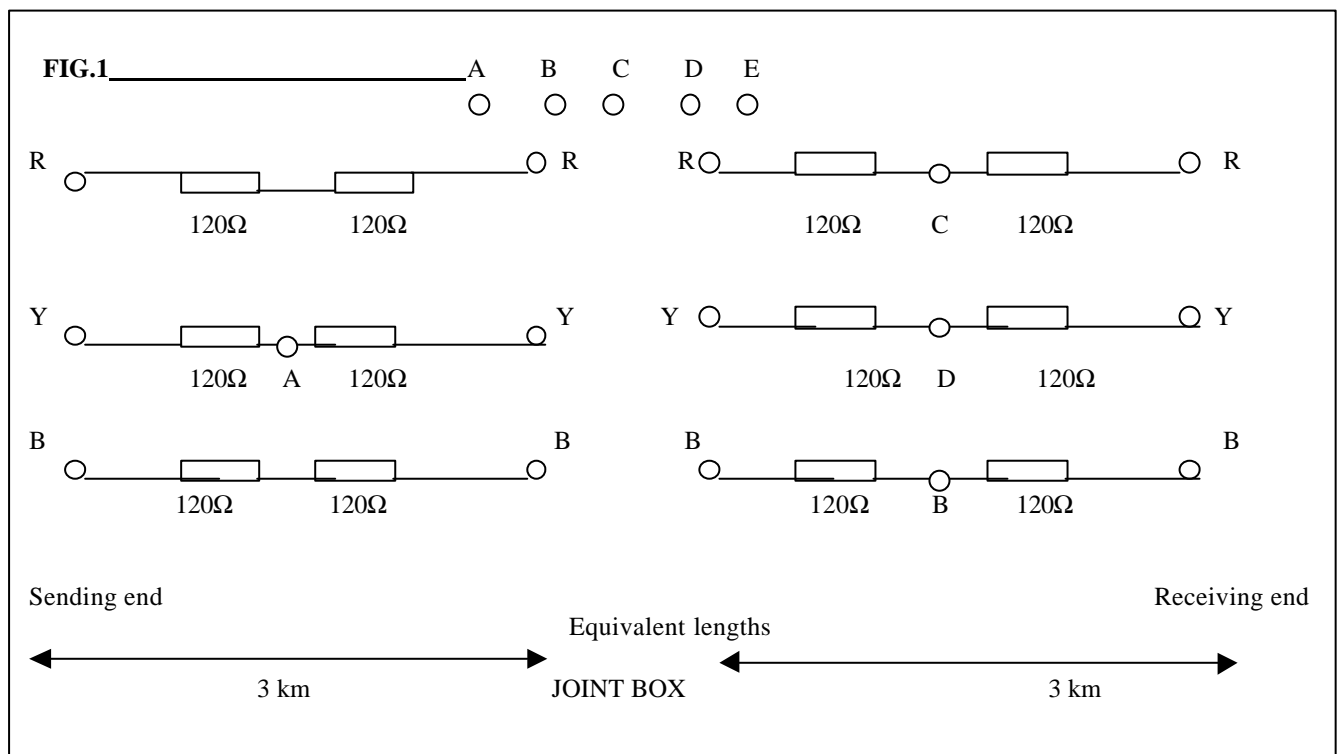 FIG.1 A B C D E
R R R R
120Ω 120Ω 120Ω C 120Ω
Y Y Y Y
120Ω A 120Ω 120Ω D 120Ω
B B B B
120Ω 120Ω 120Ω B 120Ω
Sending end Receiving end
Equivalent lengths
3 km JOINT BOX 3 km